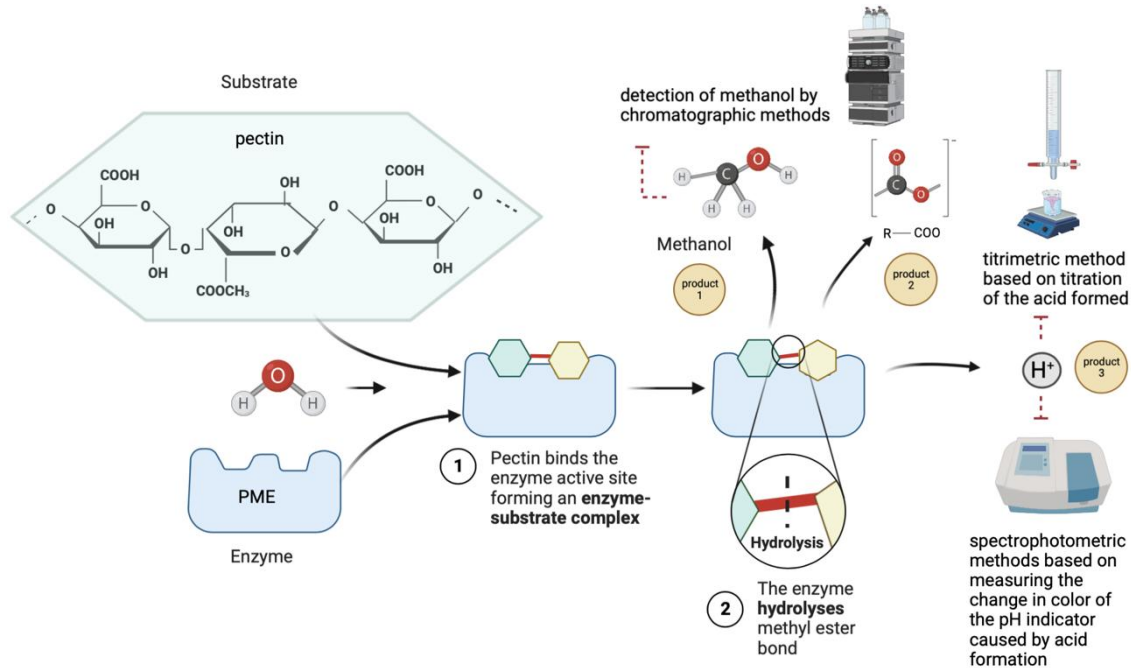 Substrate
pectin
COOH
O
O
OH
OH
O
OH
OH
O
COOCH₃
O
COOH
O
OH
OH
O
H
O
H
PME
Enzyme
1
Pectin binds the
enzyme active site
forming an enzyme-
substrate complex
detection of methanol by
chromatographic methods
H
C
O
H
H
H
Methanol
product
1
O
C
O
-
R—COO
product
2
Hydrolysis
2
The enzyme
hydrolyses
methyl ester
bond
titrimetric method
based on titration
of the acid formed
H⁺
product
3
spectrophotometric
methods based on
measuring the
change in color of
the pH indicator
caused by acid
formation